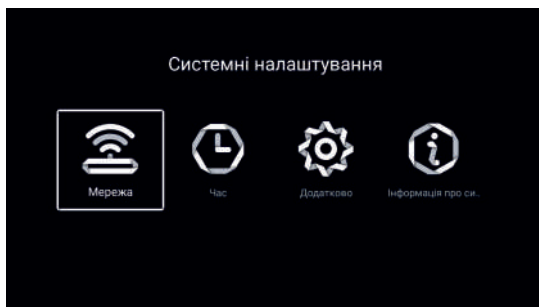 Системні налаштування
Мережа
Час
Додатково
Інформація про си..